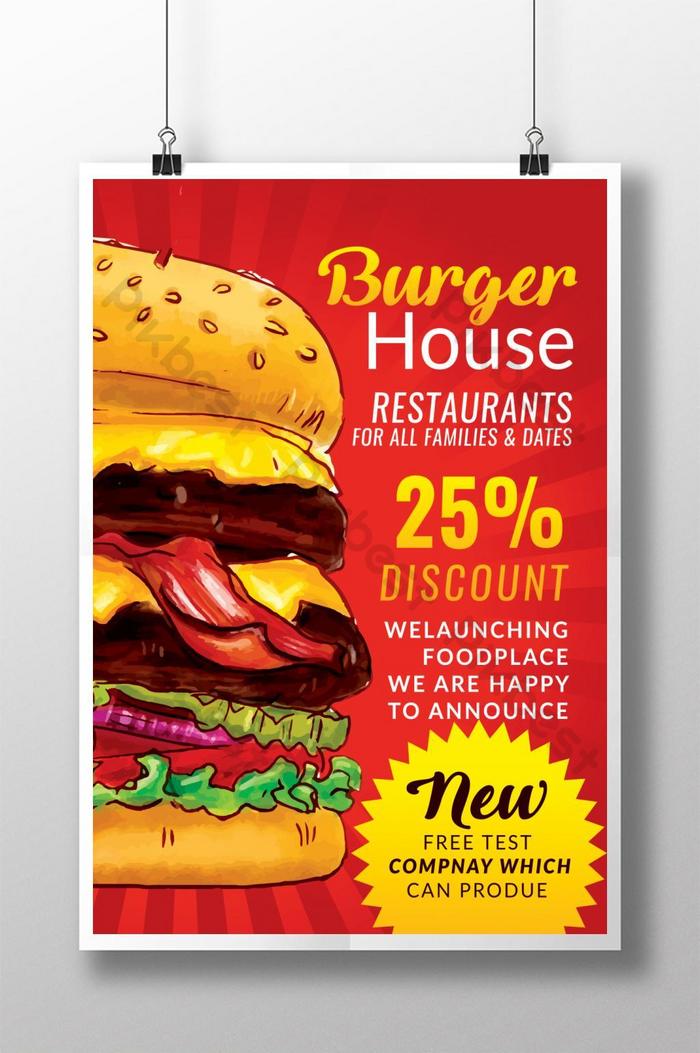 Burger
House
RESTAURANTS
FOR ALL FAMILIES & DATES
25%
DISCOUNT
WELAUNCHING
FOODPLACE
WE ARE HAPPY
TO ANNOUNCE
New
FREE TEST
COMPNAY WHICH
CAN PRODUE